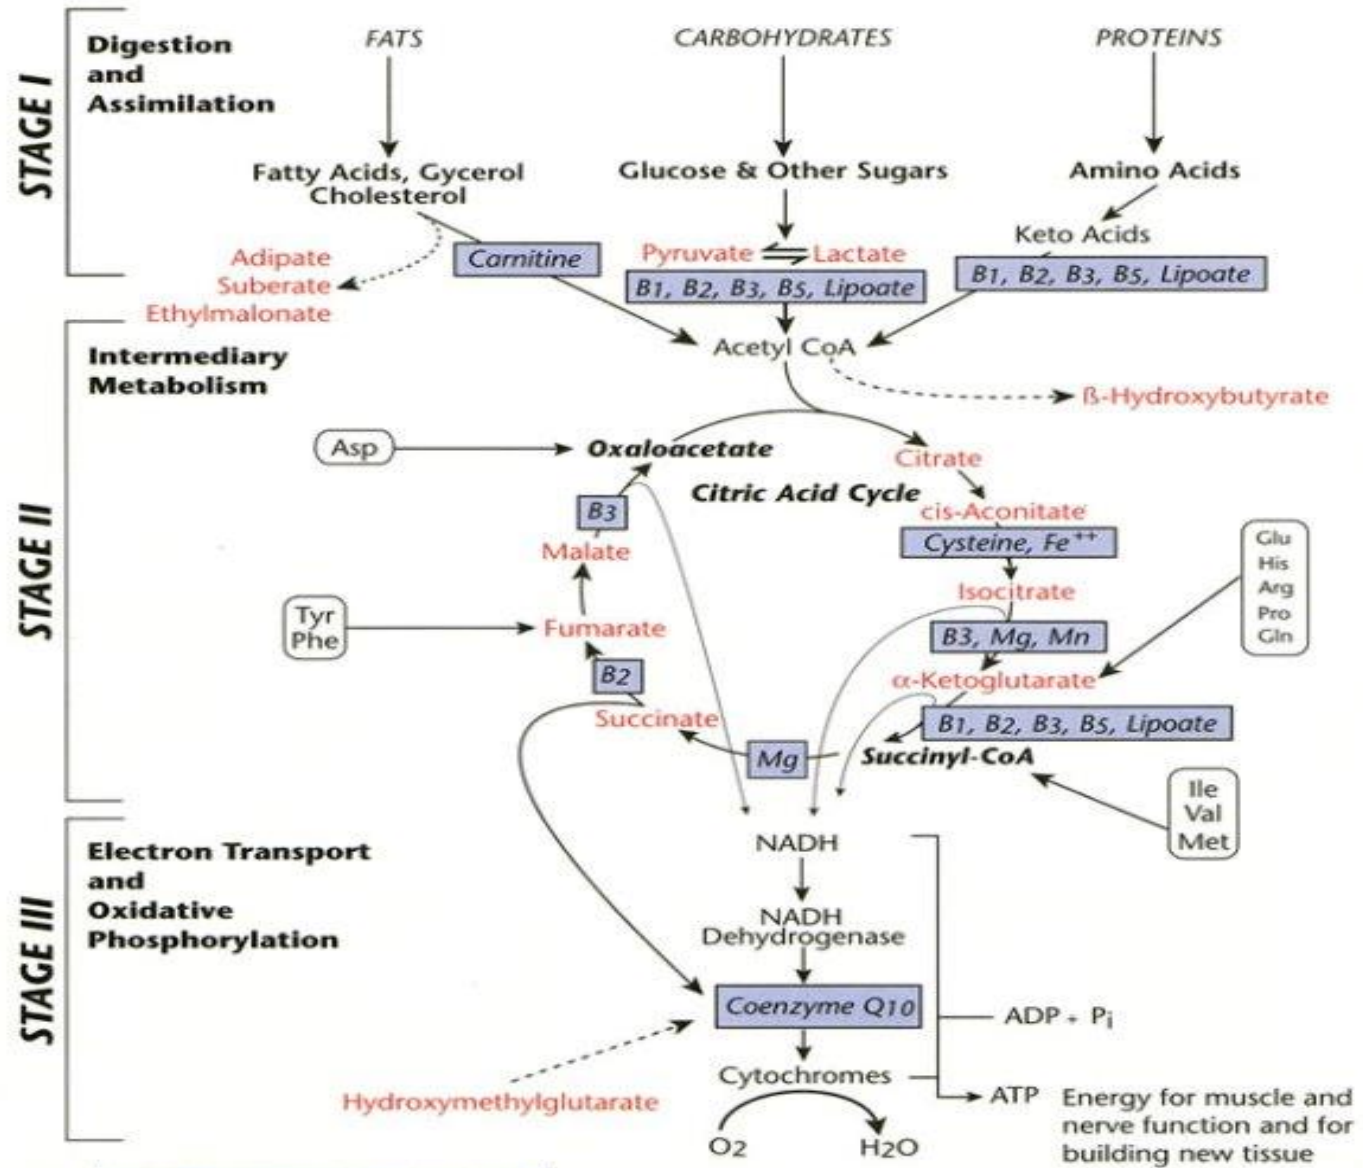 STAGE I
Digestion
and
Assimilation
FATS
CARBOHYDRATES
PROTEINS
Fatty Acids, Gycerol
Cholesterol
Glucose & Other Sugars
Amino Acids
Keto Acids
Adipate
Suberate
Ethylmalonate
Carnitine
Pyruvate
Lactate
B1, B2, B3, B5, Lipoate
B1, B2, B3, B5, Lipoate
STAGE II
Intermediary
Metabolism
Acetyl CoA
ß-Hydroxybutyrate
Asp
Oxaloacetate
Citrate
Citric Acid Cycle
cis-Aconitate
B3
Cysteine, Fe++
Malate
Isocitrate
Glu
His
Arg
Pro
Gln
Tyr
Phe
Fumarate
B3, Mg, Mn
B2
α-Ketoglutarate
Succinate
B1, B2, B3, B5, Lipoate
Mg
Succinyl-CoA
Ile
Val
Met
STAGE III
Electron Transport
and
Oxidative
Phosphorylation
NADH
NADH
Dehydrogenase
Coenzyme Q10
ADP + Pi
Cytochromes
Hydroxymethylglutarate
ATP
Energy for muscle and
nerve function and for
building new tissue
O2
H2O